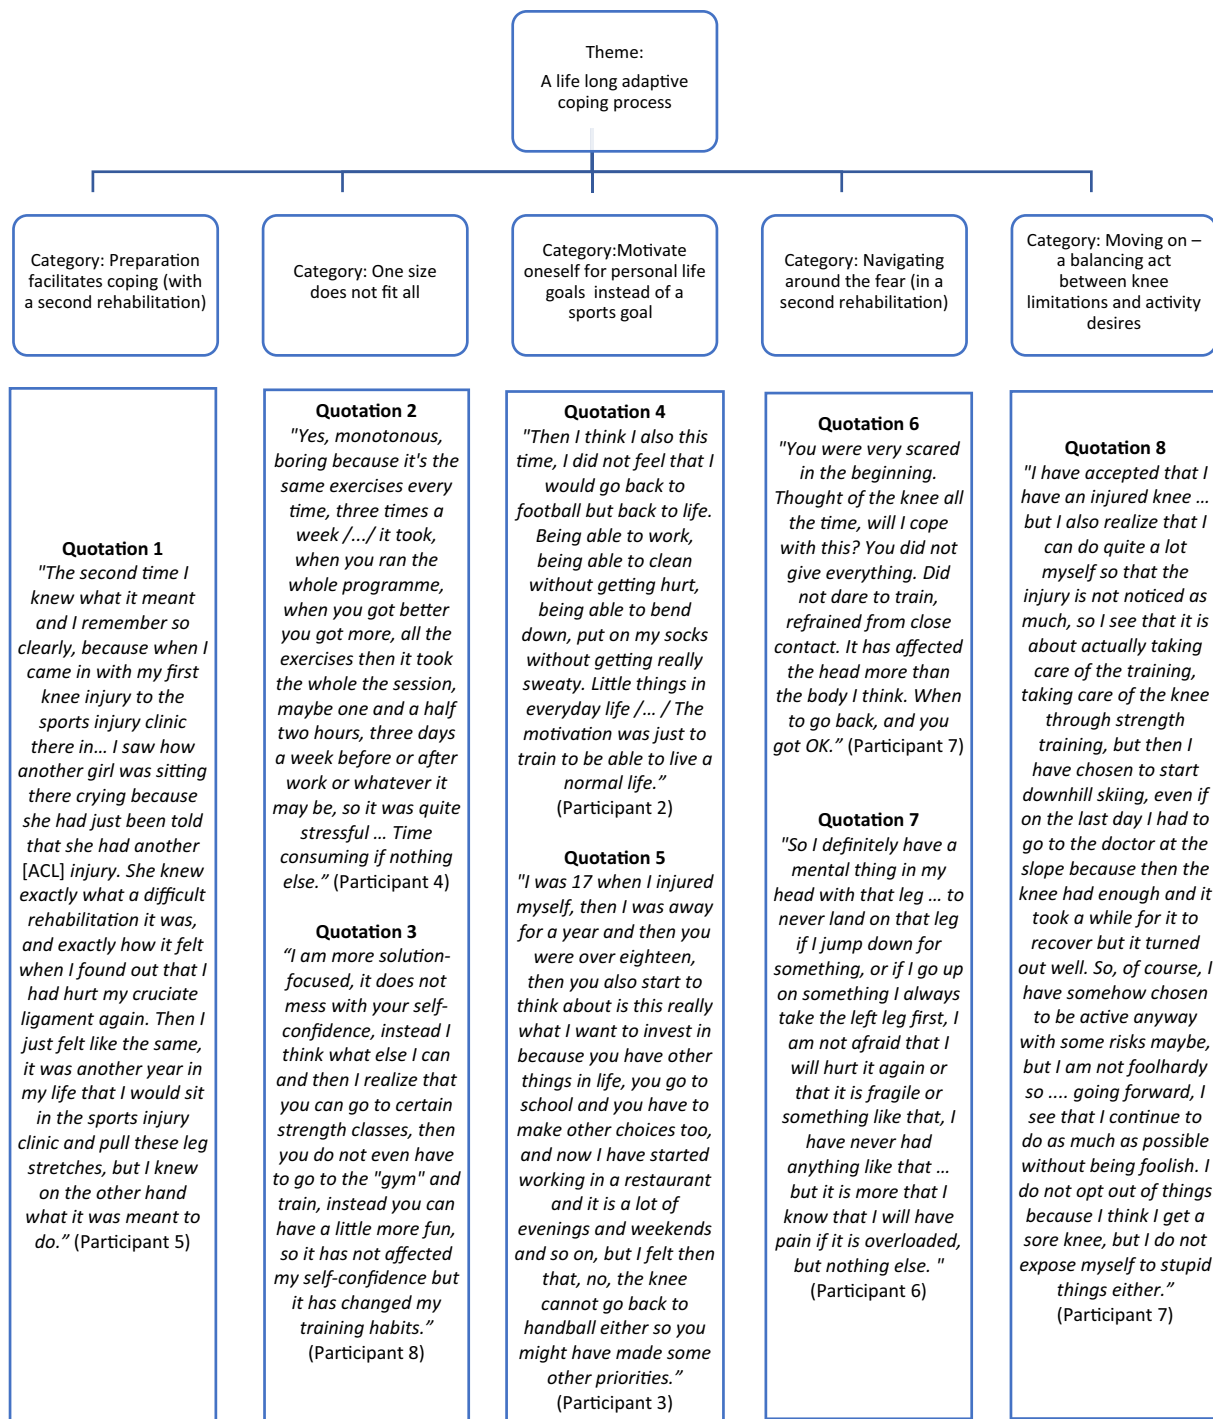 Theme:
A life long adaptive
coping process
Category: Preparation
facilitates coping (with
a second rehabilitation)
Category: One size
does not fit all
Category:Motivate
oneself for personal life
goals instead of a
sports goal
Category: Navigating
around the fear (in a
second rehabilitation)
Category: Moving on –
a balancing act
between knee
limitations and activity
desires
Quotation 1
"The second time I
knew what it meant
and I remember so
clearly, because when I
came in with my first
knee injury to the
sports injury clinic
there in... I saw how
another girl was sitting
there crying because
she had just been told
that she had another
[ACL] injury. She knew
exactly what a difficult
rehabilitation it was,
and exactly how it felt
when I found out that I
had hurt my cruciate
ligament again. Then I
just felt like the same,
it was another year in
my life that I would sit
in the sports injury
clinic and pull these leg
stretches, but I knew
on the other hand
what it was meant to
do.” (Participant 5)
Quotation 2
"Yes, monotonous,
boring because it's the
same exercises every
time, three times a
week /.../ it took,
when you ran the
whole programme,
when you got better
you got more, all the
exercises then it took
the whole the session,
maybe one and a half
two hours, three days
a week before or after
work or whatever it
may be, so it was quite
stressful ... Time
consuming if nothing
else.” (Participant 4)
Quotation 3
“I am more solution-
focused, it does not
mess with your self-
confidence, instead I
think what else I can
and then I realize that
you can go to certain
strength classes, then
you do not even have
to go to the "gym" and
train, instead you can
have a little more fun,
so it has not affected
my self-confidence but
it has changed my
training habits.”
(Participant 8)
Quotation 4
"Then I think I also this
time, I did not feel that I
would go back to
football but back to life.
Being able to work,
being able to clean
without getting hurt,
being able to bend
down, put on my socks
without getting really
sweaty. Little things in
everyday life /... / The
motivation was just to
train to be able to live a
normal life.”
(Participant 2)
Quotation 5
"I was 17 when I injured
myself, then I was away
for a year and then you
were over eighteen,
then you also start to
think about is this really
what I want to invest in
because you have other
things in life, you go to
school and you have to
make other choices too,
and now I have started
working in a restaurant
and it is a lot of
evenings and weekends
and so on, but I felt then
that, no, the knee
cannot go back to
handball either so you
might have made some
other priorities.”
(Participant 3)
Quotation 6
"You were very scared
in the beginning.
Thought of the knee all
the time, will I cope
with this? You did not
give everything. Did
not dare to train,
refrained from close
contact. It has affected
the head more than
the body I think. When
to go back, and you
got OK.” (Participant 7)
Quotation 7
"So I definitely have a
mental thing in my
head with that leg ... to
never land on that leg
if I jump down for
something, or if I go up
on something I always
take the left leg first, I
am not afraid that I
will hurt it again or
that it is fragile or
something like that, I
have never had
anything like that ...
but it is more that I
know that I will have
pain if it is overloaded,
but nothing else. "
(Participant 6)
Quotation 8
"I have accepted that I
have an injured knee ...
but I also realize that I
can do quite a lot
myself so that the
injury is not noticed as
much, so I see that it is
about actually taking
care of the training,
taking care of the knee
through strength
training, but then I
have chosen to start
downhill skiing, even if
on the last day I had to
go to the doctor at the
slope because then the
knee had enough and it
took a while for it to
recover but it turned
out well. So, of course, I
have somehow chosen
to be active anyway
with some risks maybe,
but I am not foolhardy
so .... going forward, I
see that I continue to
do as much as possible
without being foolish. I
do not opt out of things
because I think I get a
sore knee, but I do not
expose myself to stupid
things either.”
(Participant 7)